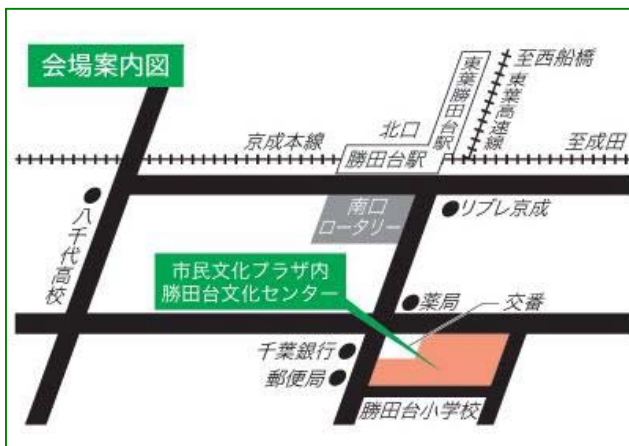 会場案内図
至西船橋
東葉勝田台駅
東葉高速線
北口
京成本線
勝田台駅
至成田
八千代高校
南口
ロータリー
リブレ京成
市民文化プラザ内
勝田台文化センター
薬局
交番
千葉銀行
郵便局
勝田台小学校